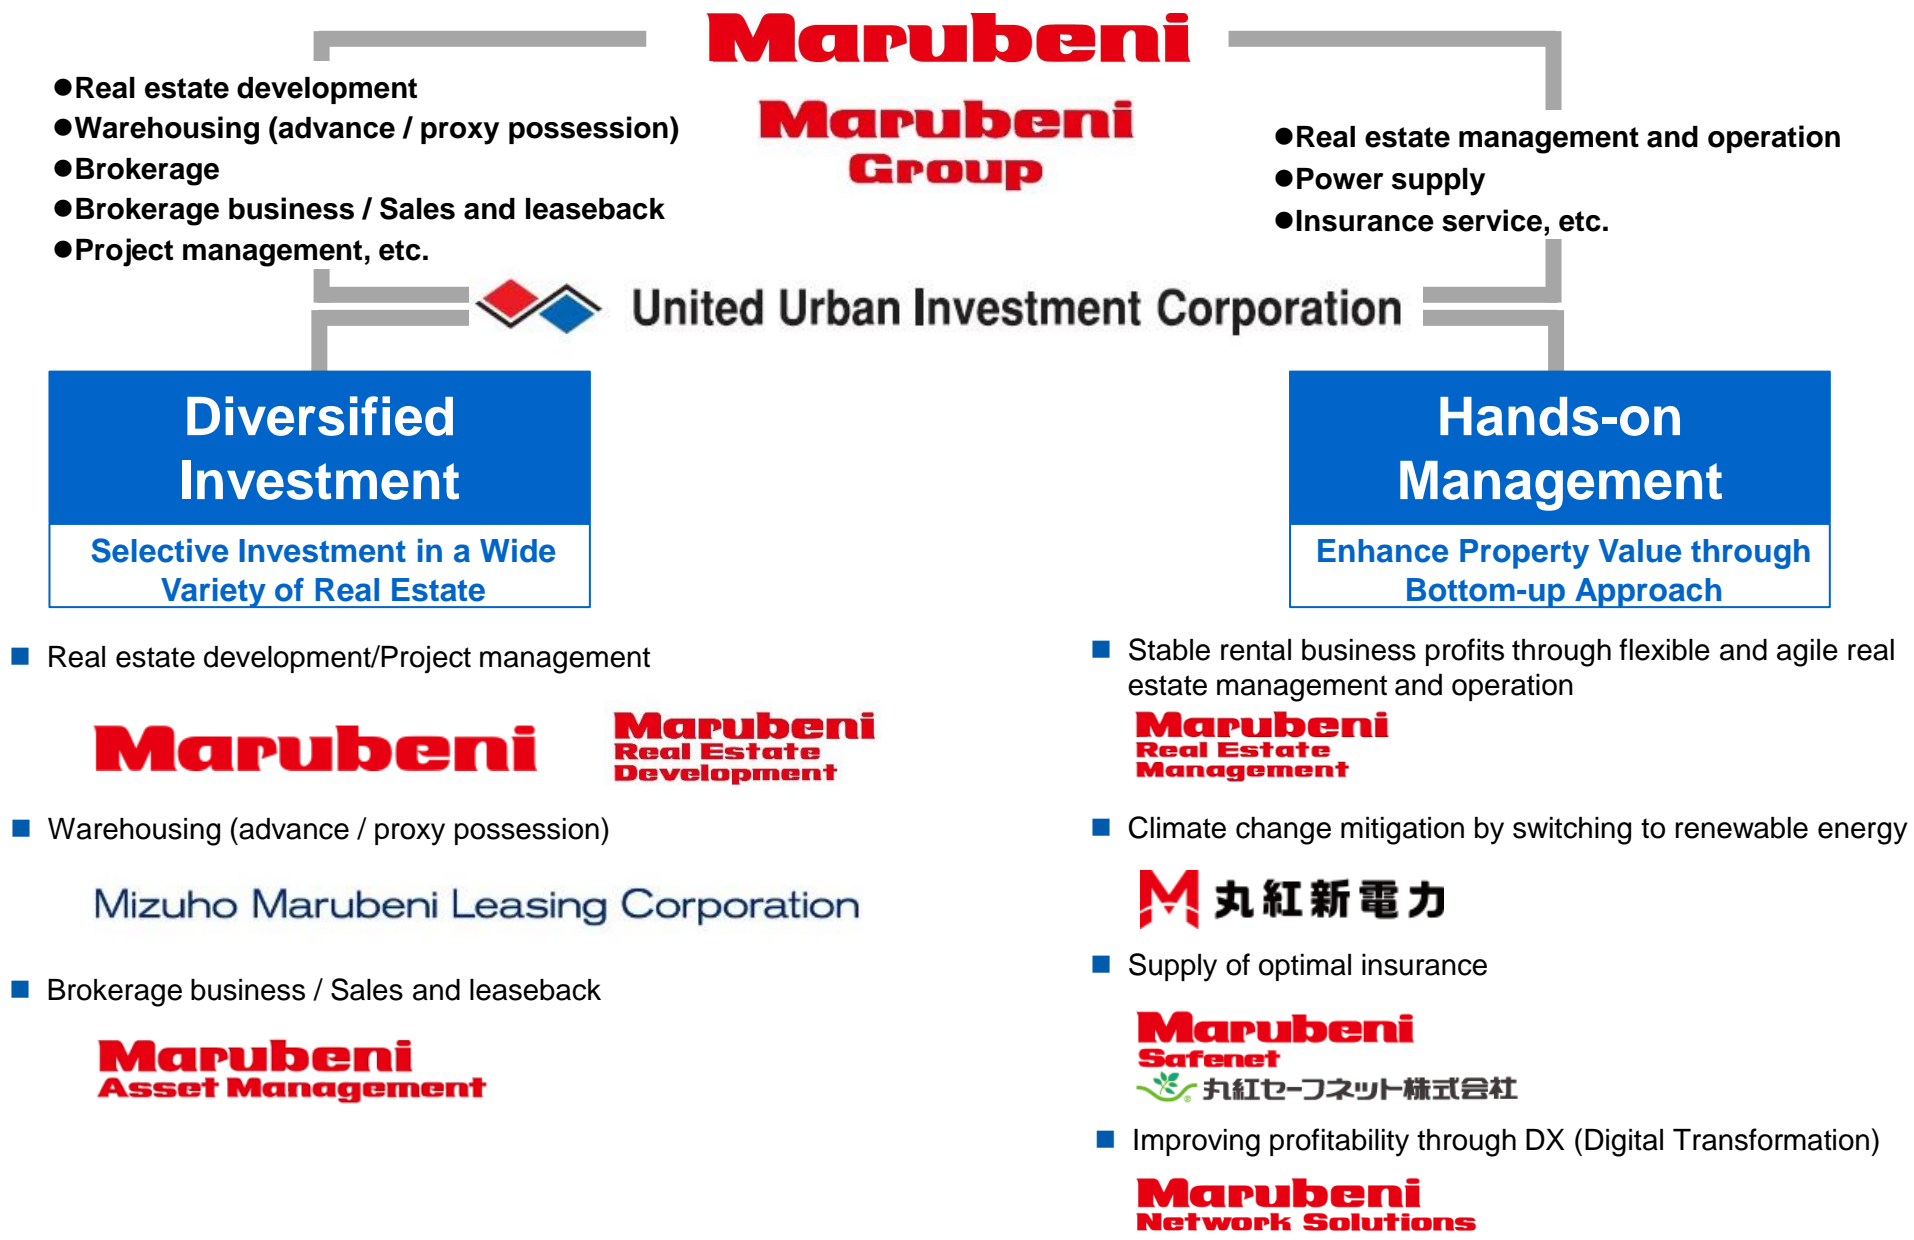 Marubeni
Marubeni
Group
●Real estate development
●Warehousing (advance / proxy possession)
●Brokerage
●Brokerage business / Sales and leaseback
●Project management, etc.
●Real estate management and operation
●Power supply
●Insurance service, etc.
United Urban Investment Corporation
Diversified
Investment
Selective Investment in a Wide
Variety of Real Estate
■ Real estate development/Project management
Marubeni
Marubeni
Real Estate
Development
■ Warehousing (advance / proxy possession)
Mizuho Marubeni Leasing Corporation
■ Brokerage business / Sales and leaseback
Marubeni
Asset Management
Hands-on
Management
Enhance Property Value through
Bottom-up Approach
■ Stable rental business profits through flexible and agile real
estate management and operation
Marubeni
Real Estate
Management
■ Climate change mitigation by switching to renewable energy
丸紅新電力
■ Supply of optimal insurance
Marubeni
Safenet
丸紅セーフネット株式会社
■ Improving profitability through DX (Digital Transformation)
Marubeni
Network Solutions